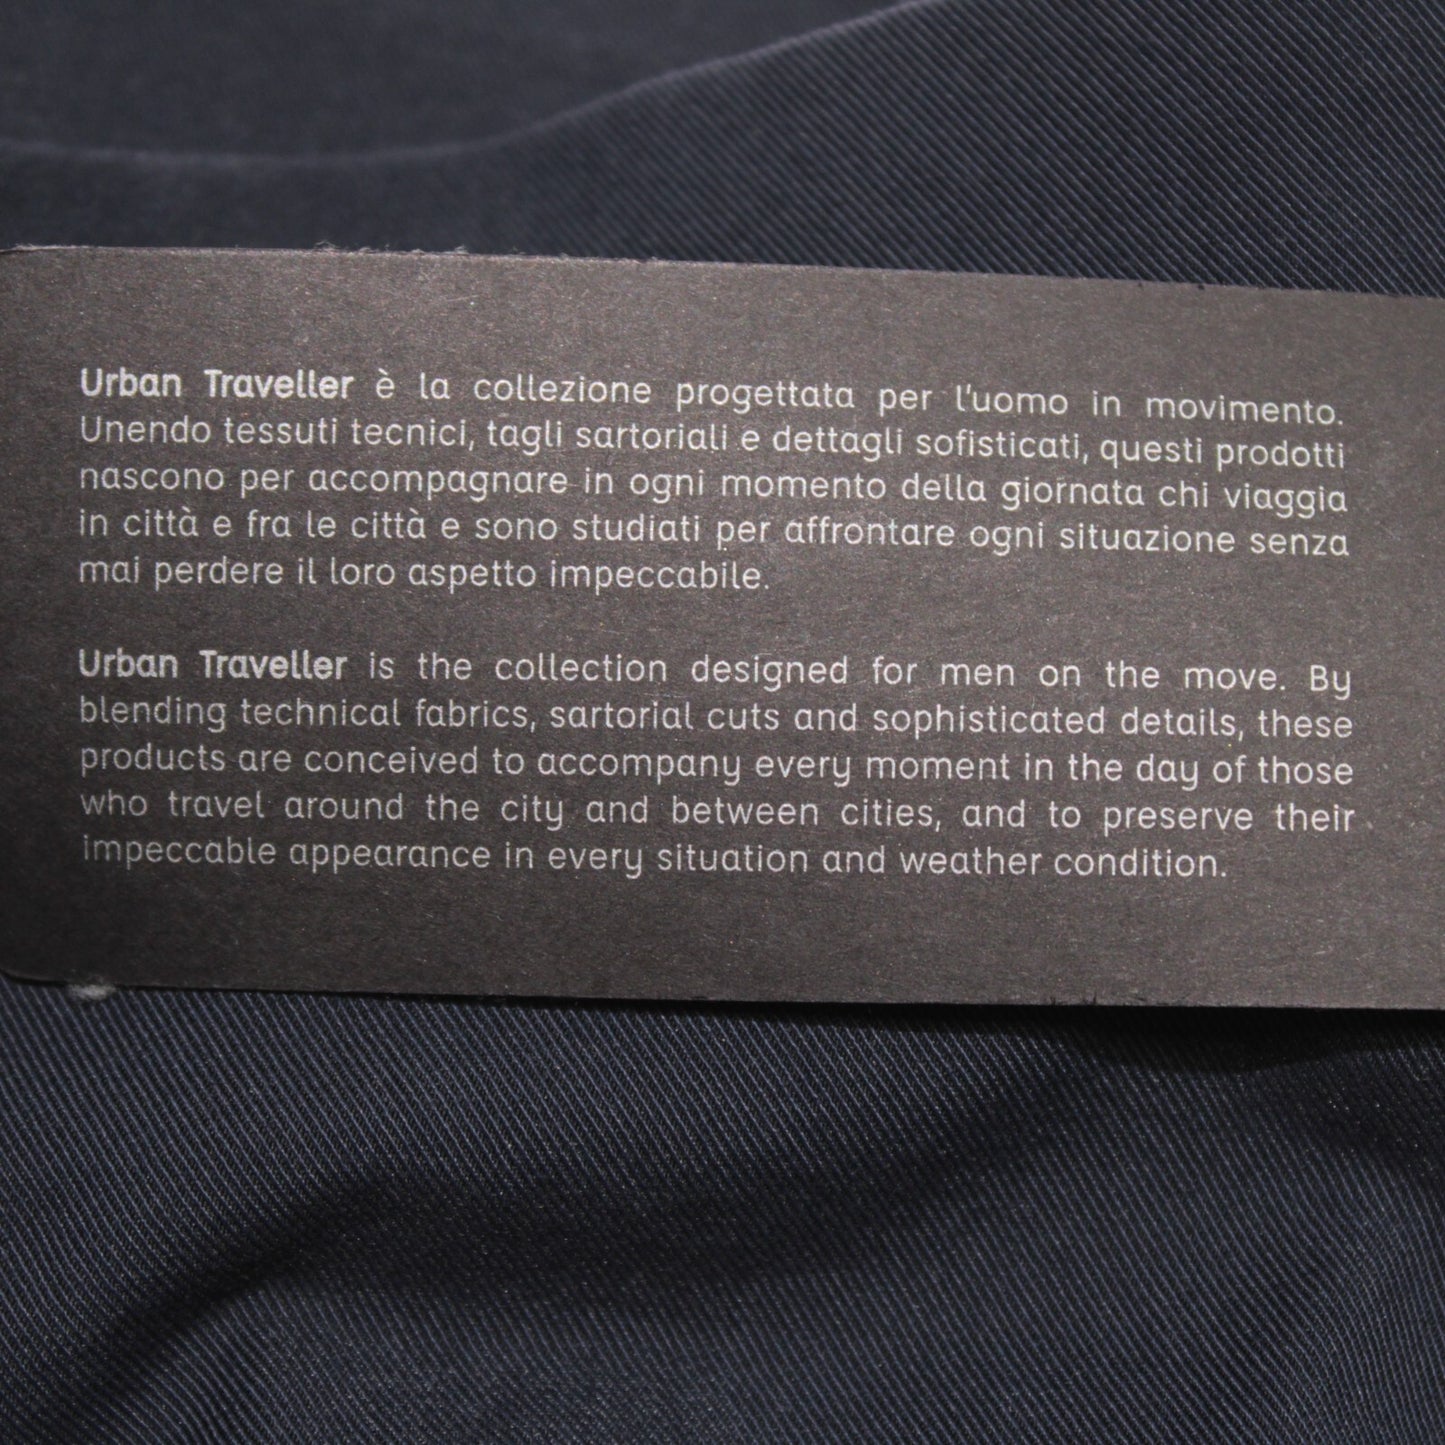 Urban Traveller è la collezione progettata per l'uomo in movimento.
Unendo tessuti tecnici, tagli sartoriali e dettagli sofisticati, questi prodotti
nascono per accompagnare in ogni momento della giornata chi viaggia
in città e fra le città e sono studiati per affrontare ogni situazione senza
mai perdere il loro aspetto impeccabile.
Urban Traveller is the collection designed for men on the move. By
blending technical fabrics, sartorial cuts and sophisticated details, these
products are conceived to accompany every moment in the day of those
who travel around the city and between cities, and to preserve their
impeccable appearance in every situation and weather condition.